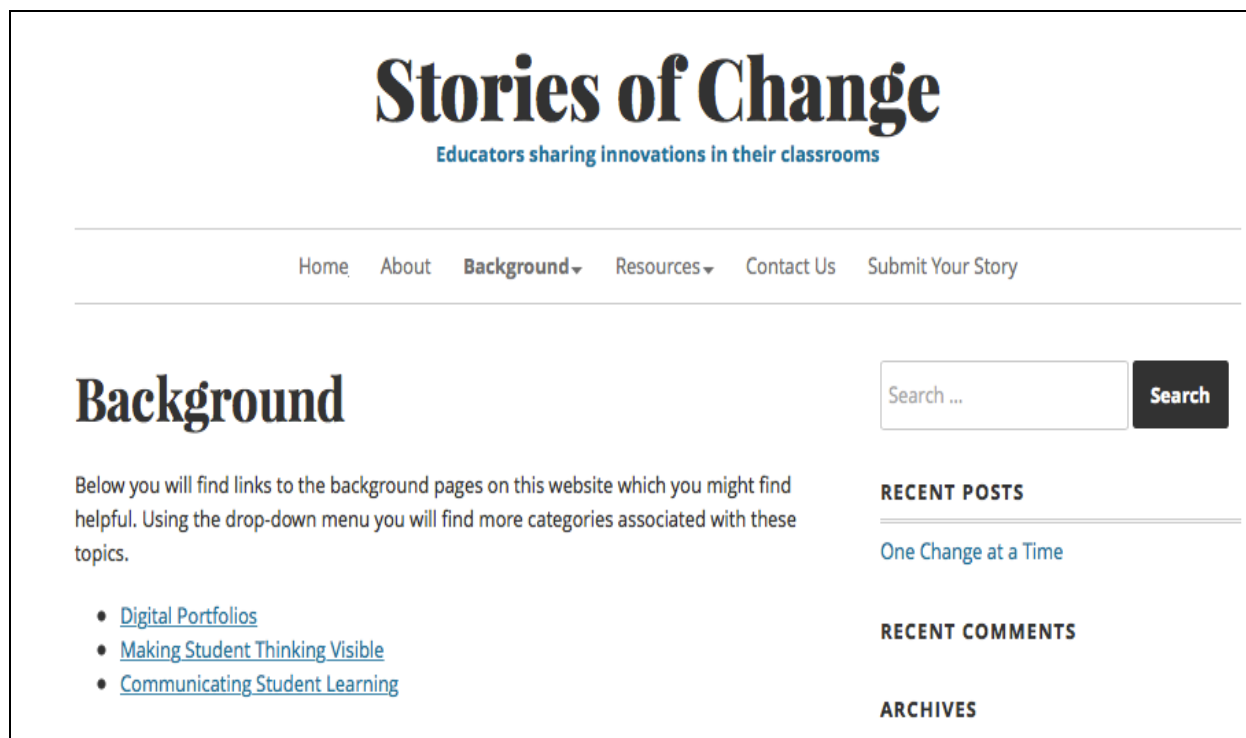 Stories of Change
Educators sharing innovations in their classrooms
Home About Background Resources Contact Us Submit Your Story
Background
Below you will find links to the background pages on this website which you might find
helpful. Using the drop-down menu you will find more categories associated with these
topics.
Digital Portfolios
Making Student Thinking Visible
Communicating Student Learning
Search ... Search
RECENT POSTS
One Change at a Time
RECENT COMMENTS
ARCHIVES